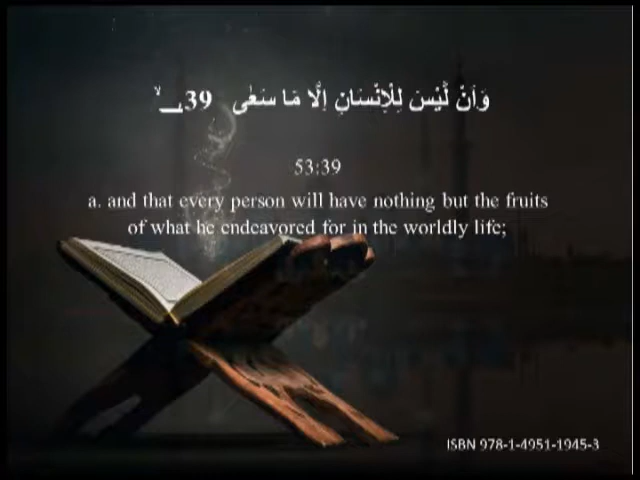 وَاَنْ لَّيْسَ لِلْاِنْسَانِ اِلَّا مَا سَعٰى ۙ39
53:39
a. and that every person will have nothing but the fruits
of what he endeavored for in the worldly life;
ISBN 978-1-4951-1945-3